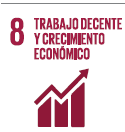 8 TRABAJO DECENTE
Y CRECIMIENTO
ECONÓMICO